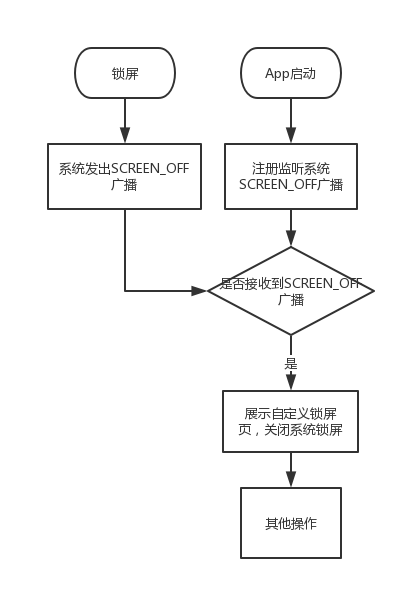 锁屏
App启动
系统发出SCREEN_OFF
广播
注册监听系统
SCREEN_OFF广播
是否接收到SCREEN_OFF
广播
是
展示自定义锁屏
页，关闭系统锁屏
其他操作